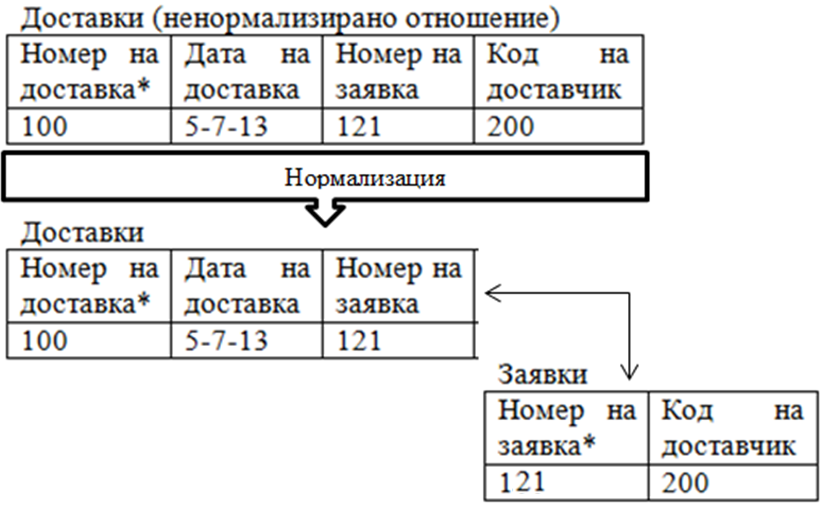 Доставки (ненормализирано отношение)
Номер на доставка* Дата на доставка Номер на заявка Код на доставчик
100 5-7-13 121 200
Нормализация
Доставки
Номер на доставка* Дата на доставка Номер на заявка
100 5-7-13 121
Заявки
Номер на заявка* Код на доставчик
121 200